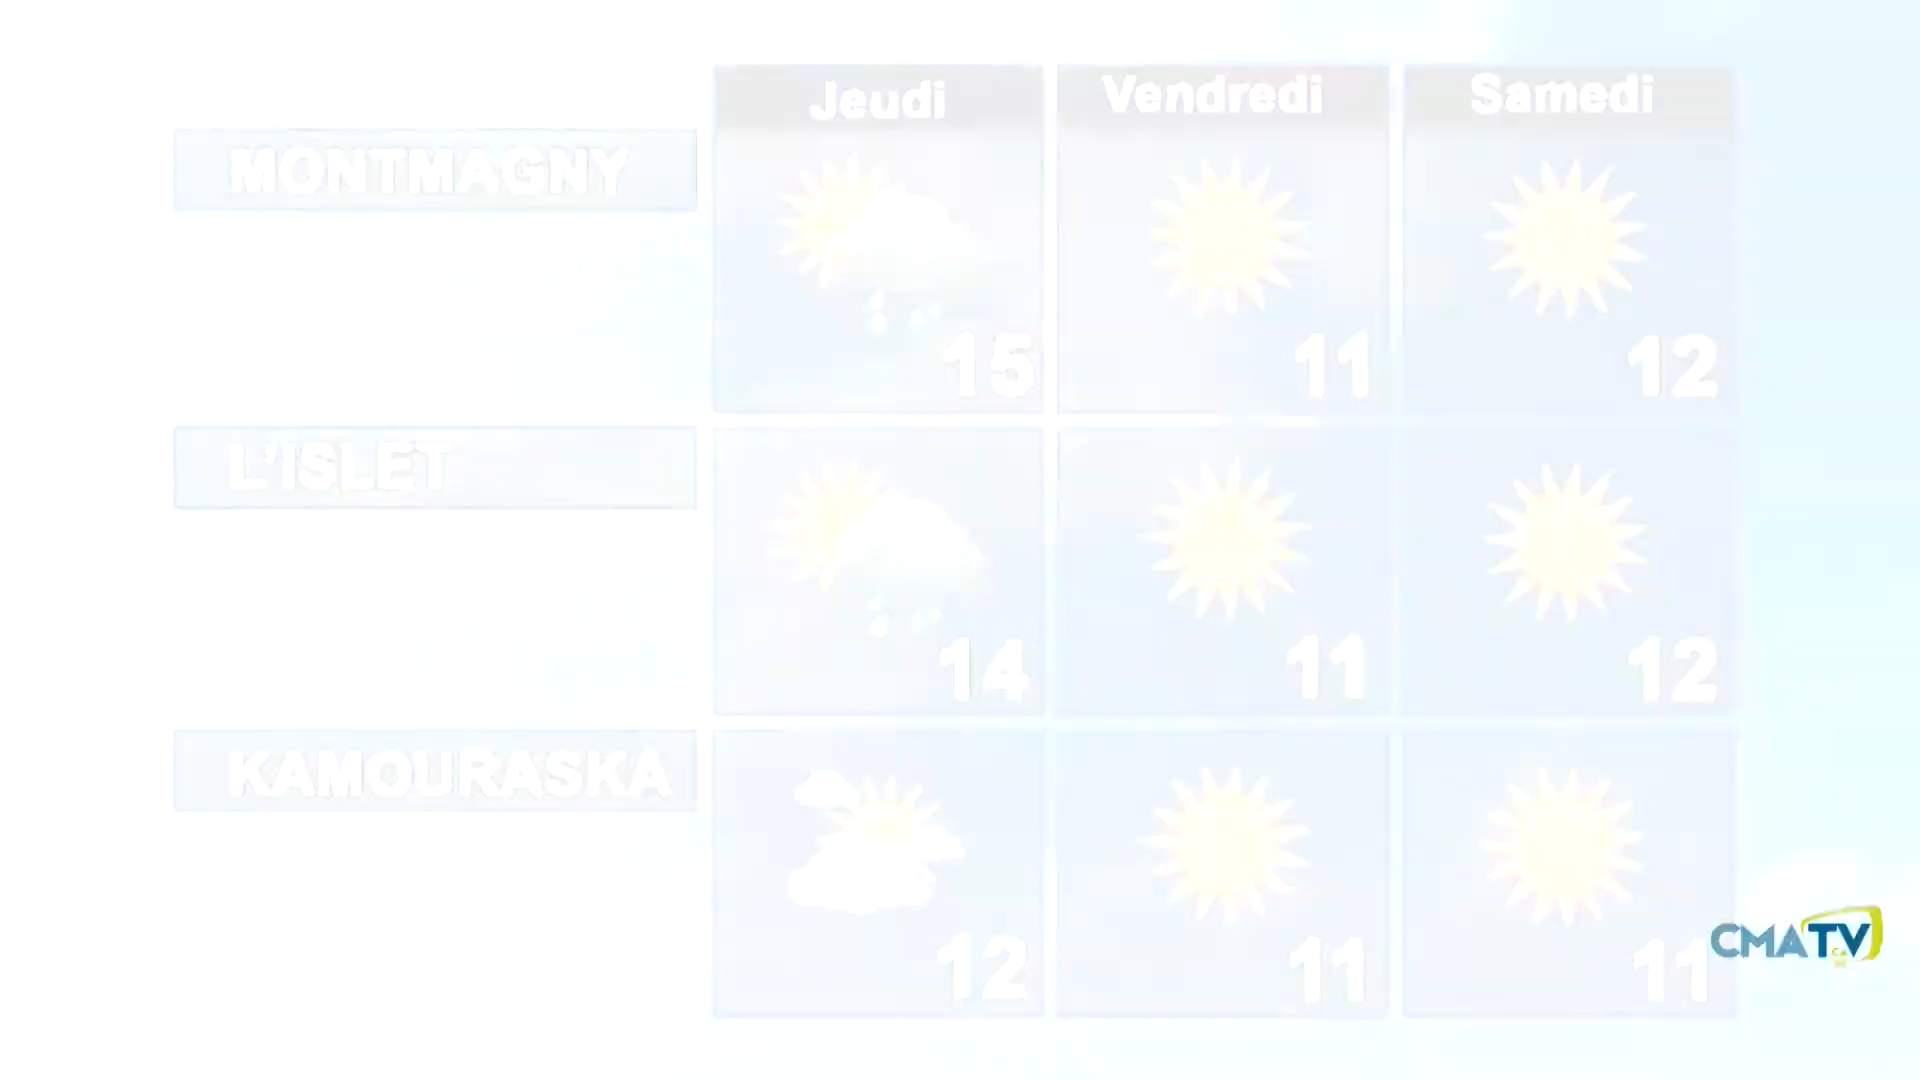 Jeudi Vendredi Samedi
MONTMAGNY
15 11 12
L'ISLET
14 11 12
KAMOURASKA
12 11 11
CMATV